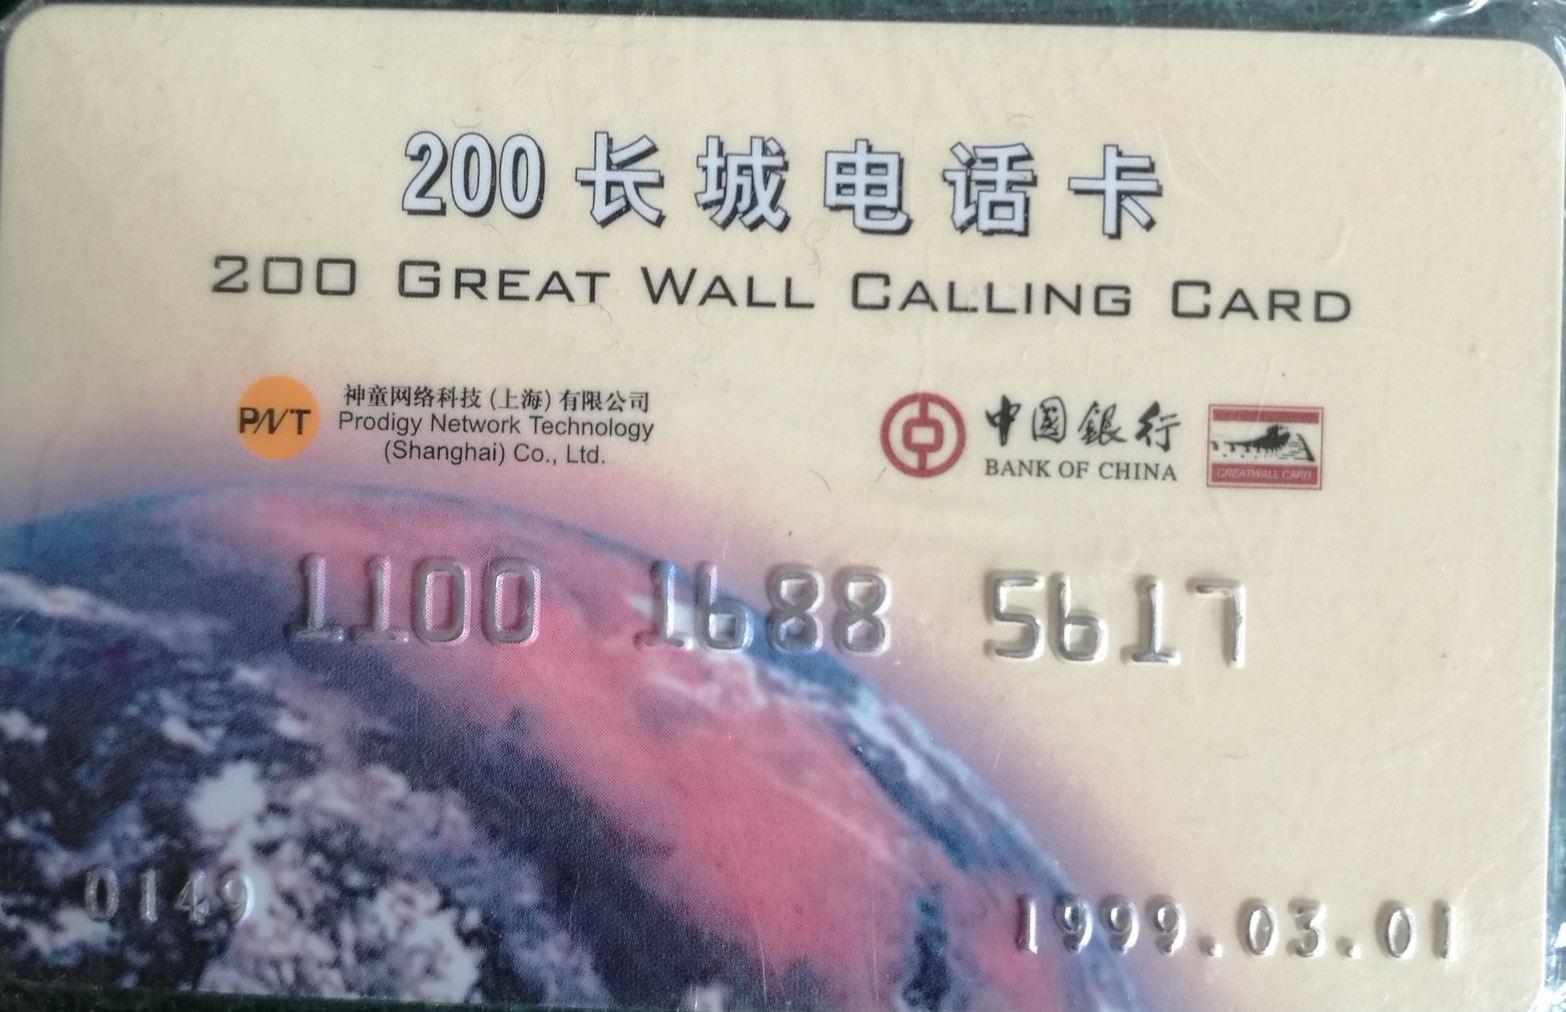 200 长城电话卡
200 GREAT WALL CALLING CARD
PNT
神童网络科技(上海)有限公司
Prodigy Network Technology
(Shanghai) Co., Ltd.
中国銀行
BANK OF CHINA
GREATWALL CARD
1100 1688 5617
0149
1999.03.01